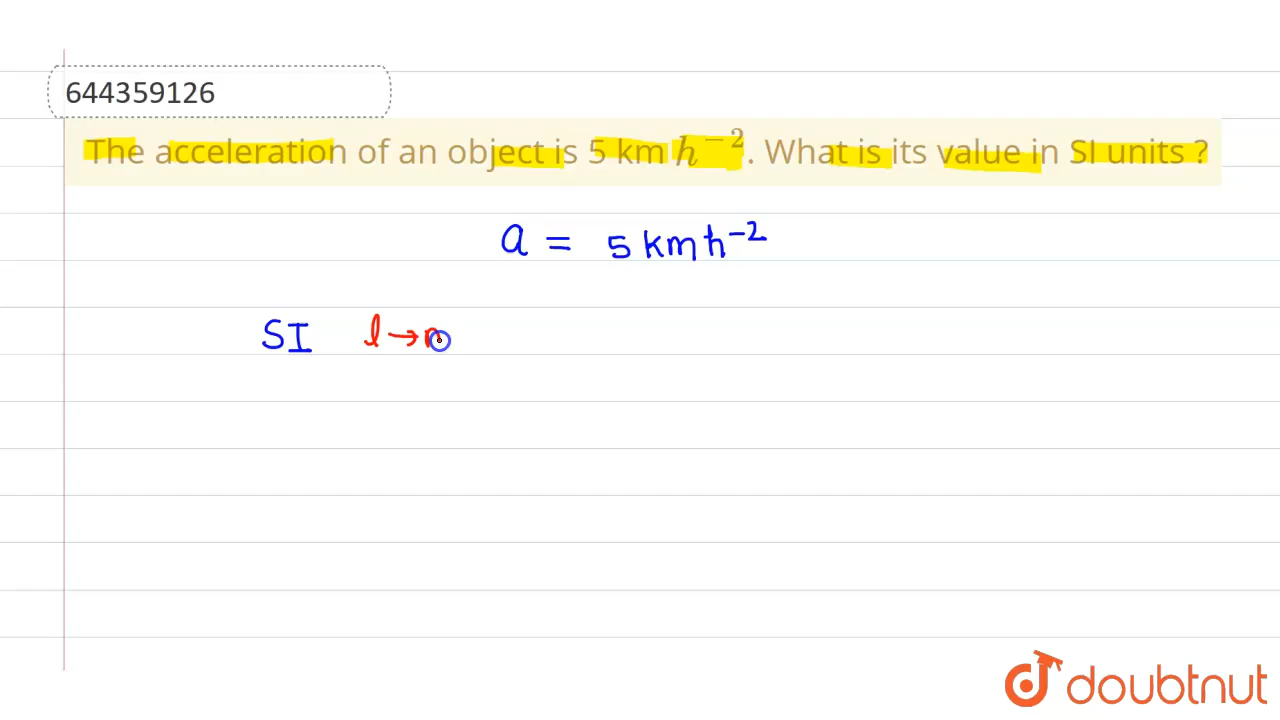 644359126
The acceleration of an object is 5 km h⁻². What is its value in SI units ?
a = 5 km h⁻²
SI l → m
doubtnut